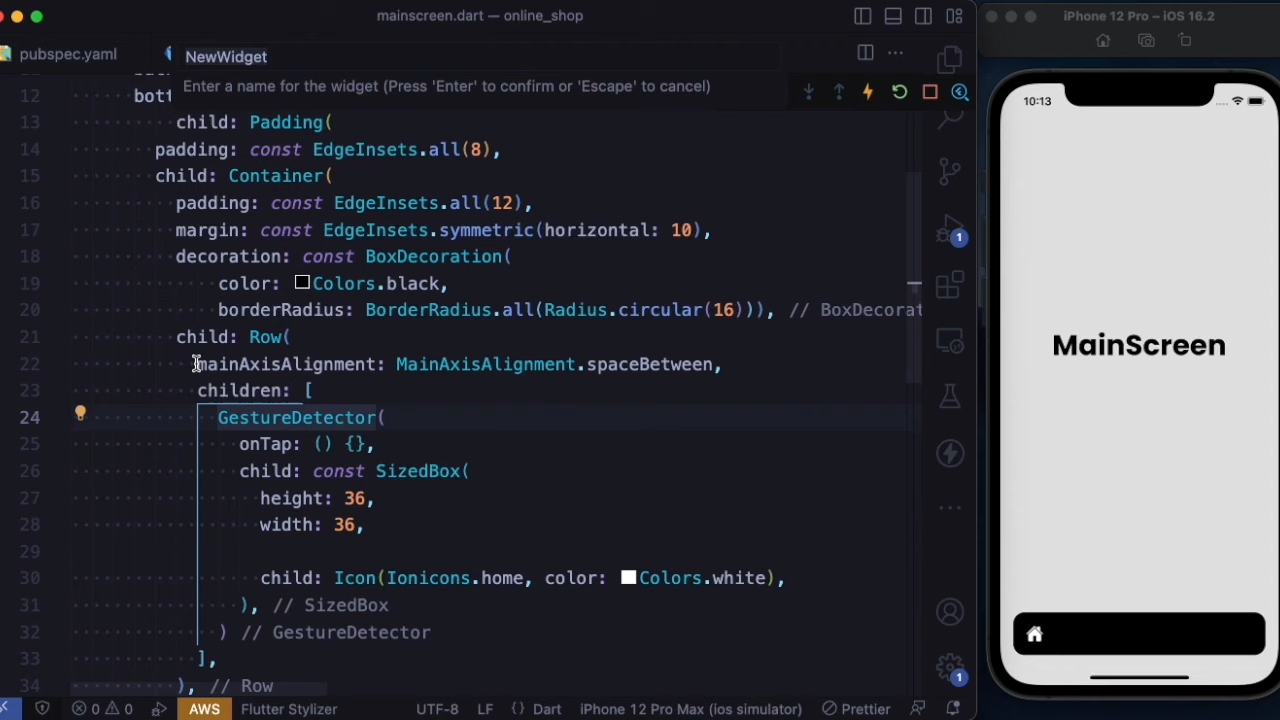 mainscreen.dart — online_shop
iPhone 12 Pro – iOS 16.2
pubspec.yaml
NewWidget
Enter a name for the widget (Press 'Enter' to confirm or 'Escape' to cancel)
12 bott
13 child: Padding(
14 padding: const EdgeInsets.all(8),
15 child: Container(
16 padding: const EdgeInsets.all(12),
17 margin: const EdgeInsets.symmetric(horizontal: 10),
18 decoration: const BoxDecoration(
19 color: Colors.black,
20 borderRadius: BorderRadius.all(Radius.circular(16))), // BoxDecorat
21 child: Row(
22 mainAxisAlignment: MainAxisAlignment.spaceBetween,
23 children: [
24 GestureDetector(
25 onTap: () {},
26 child: const SizedBox(
27 height: 36,
28 width: 36,
29
30 child: Icon(Ionicons.home, color: Colors.white),
31 ), // SizedBox
32 ) // GestureDetector
33 ],
34 ), // Row
1
1
10:13
MainScreen
0 0 AWS Flutter Stylizer UTF-8 LF {} Dart iPhone 12 Pro Max (ios simulator) Prettier